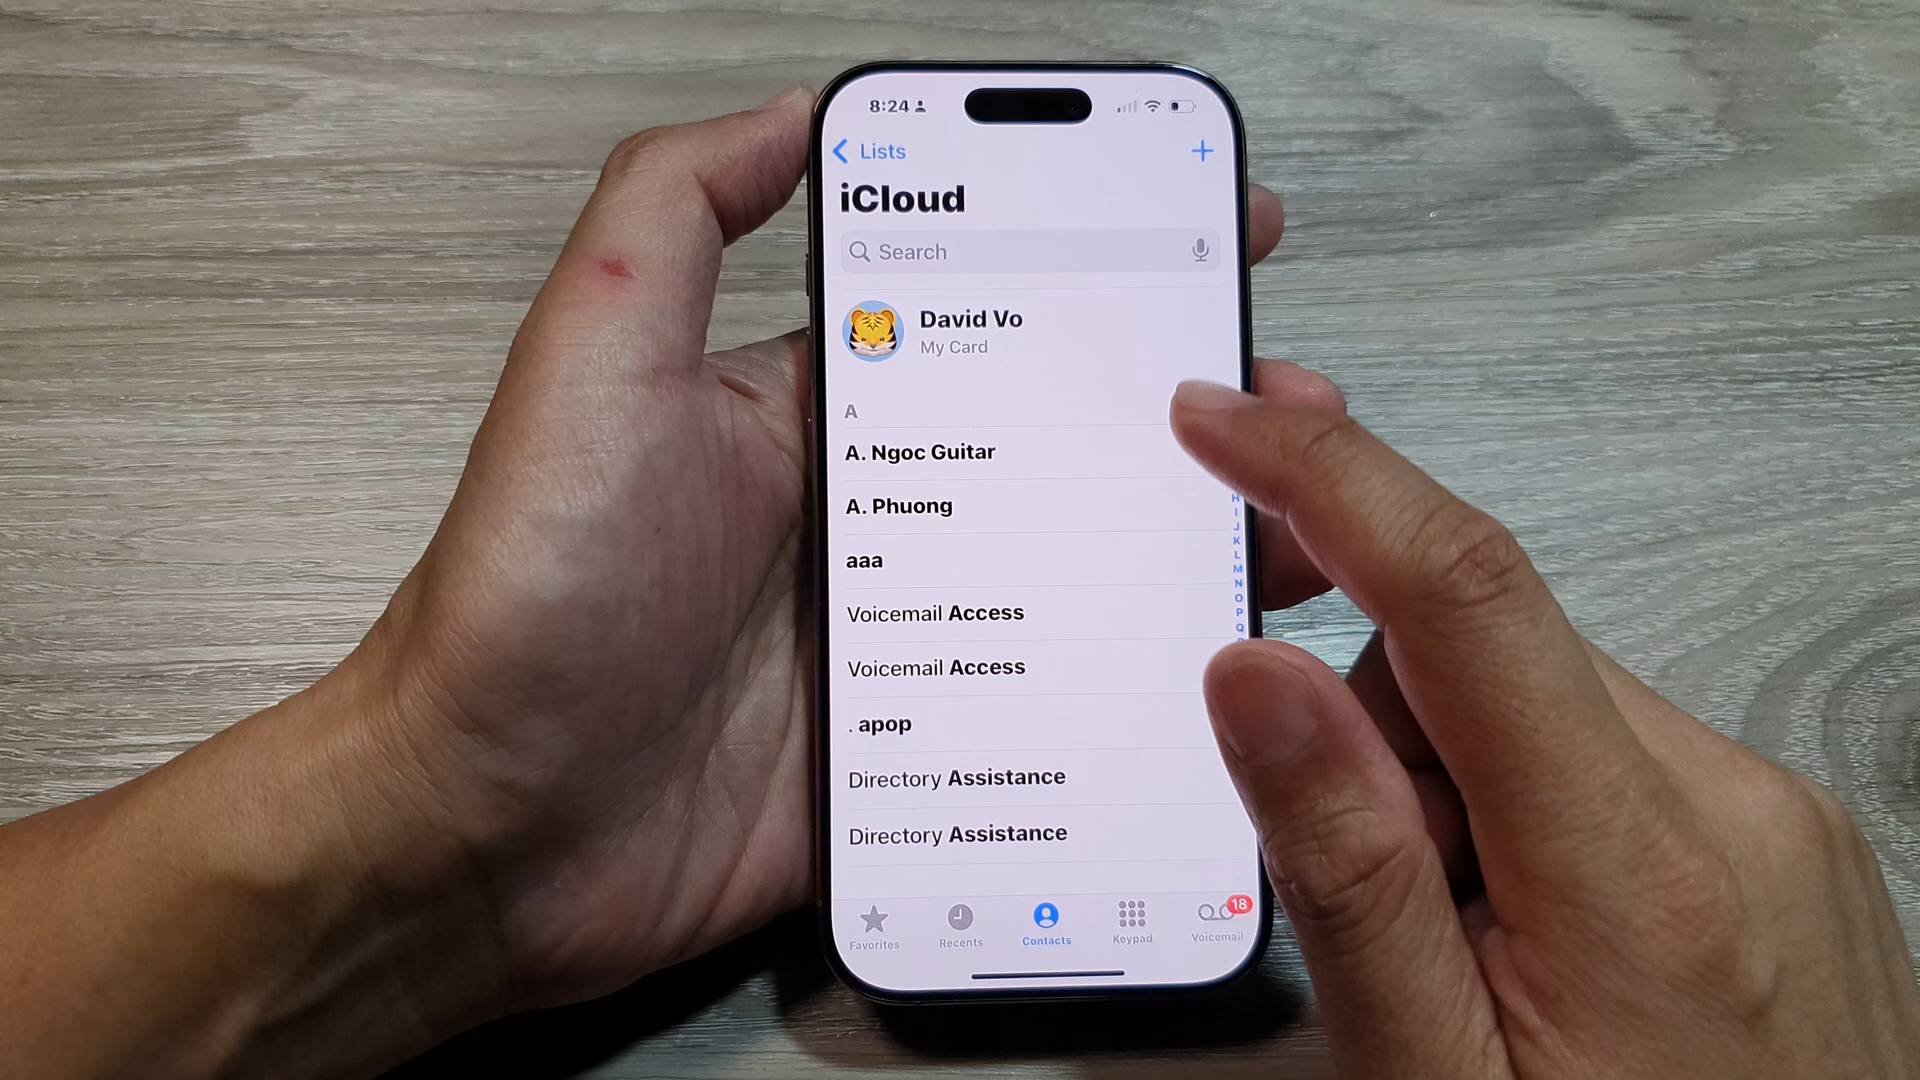 8:24
Lists
iCloud
Search
David Vo
My Card
A
A. Ngoc Guitar
A. Phuong
aaa
Voicemail Access
Voicemail Access
. apop
Directory Assistance
Directory Assistance
H
I
J
K
L
M
N
O
P
Q
Favorites
Recents
Contacts
Keypad
Voicemail
18